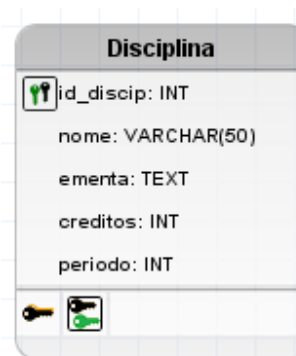 Disciplina
id_discip: INT
nome: VARCHAR(50)
ementa: TEXT
creditos: INT
periodo: INT